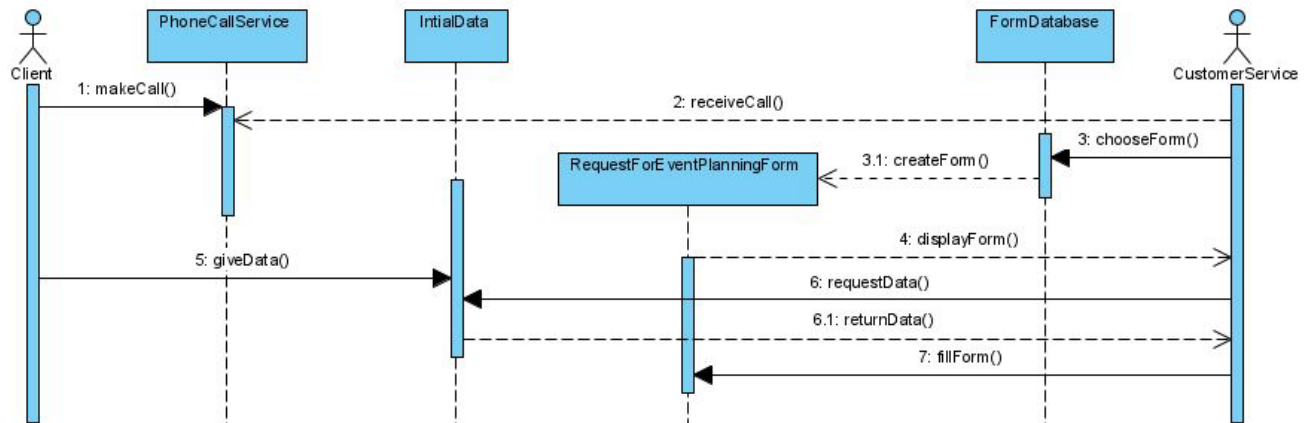 PhoneCallService
IntialData
FormDatabase
Client
CustomerService
1: makeCall()
2: receiveCall()
3: chooseForm()
RequestForEventPlanningForm
3.1: createForm()
4: displayForm()
5: giveData()
6: requestData()
6.1: returnData()
7: fillForm()